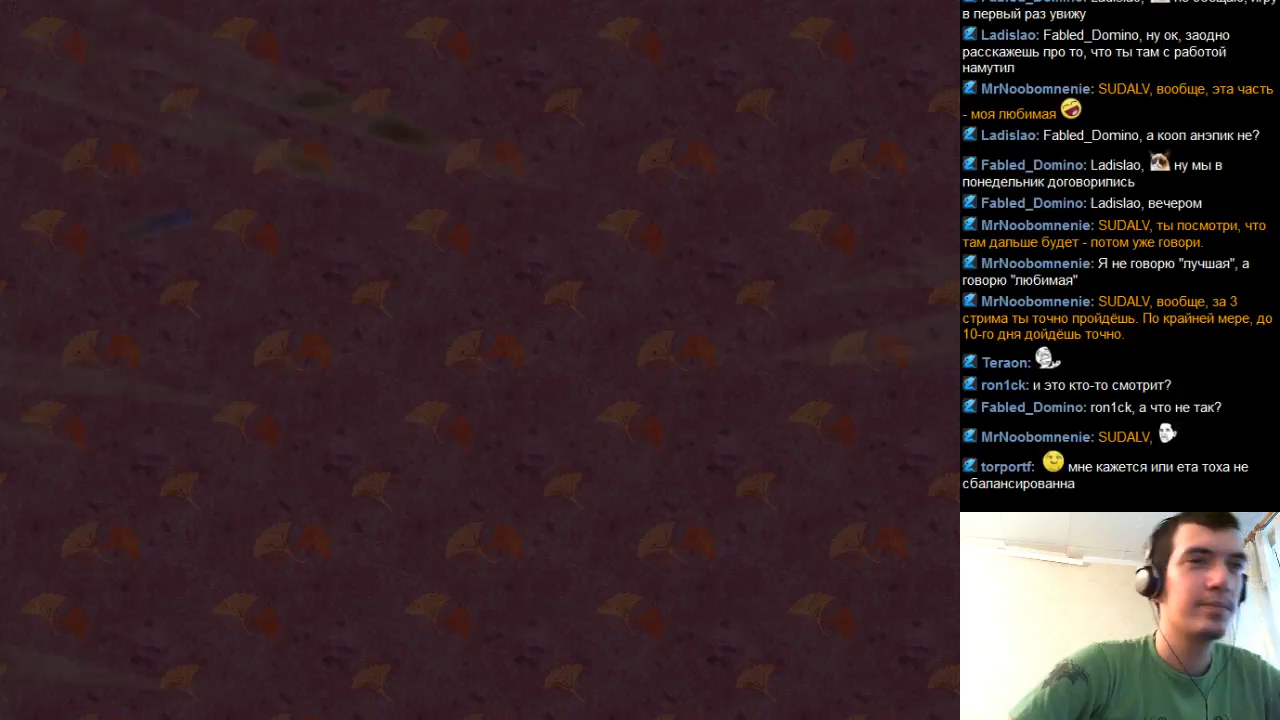 в первый раз увижу
Ladislao: Fabled_Domino, ну ок, заодно
расскажешь про то, что ты там с работой
намутил
MrNoobomnenie: SUDALV, вообще, эта часть
- моя любимая
Ladislao: Fabled_Domino, а кооп анэпик не?
Fabled_Domino: Ladislao, ну мы в
понедельник договорились
Fabled_Domino: Ladislao, вечером
MrNoobomnenie: SUDALV, ты посмотри, что
там дальше будет - потом уже говори.
MrNoobomnenie: Я не говорю "лучшая", а
говорю "любимая"
MrNoobomnenie: SUDALV, вообще, за 3
стрима ты точно пройдёшь. По крайней мере, до
10-го дня дойдёшь точно.
Teraon:
ron1ck: и это кто-то смотрит?
Fabled_Domino: ron1ck, а что не так?
MrNoobomnenie: SUDALV,
torportf: мне кажется или ета тоха не
сбалансированна